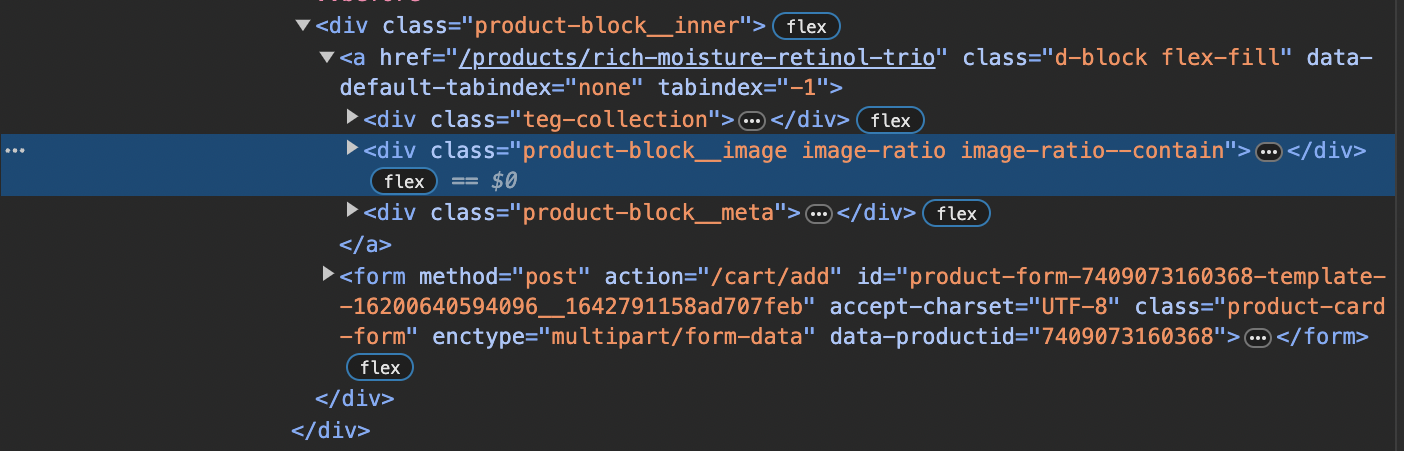 <div class="product-block__inner"> flex
<a href="/products/rich-moisture-retinol-trio" class="d-block flex-fill" data-
default-tabindex="none" tabindex="-1">
<div class="teg-collection">…</div> flex
… <div class="product-block__image image-ratio image-ratio--contain">…</div>
flex == $0
<div class="product-block__meta">…</div> flex
</a>
<form method="post" action="/cart/add" id="product-form-7409073160368-template-
-16200640594096__1642791158ad707feb" accept-charset="UTF-8" class="product-card
-form" enctype="multipart/form-data" data-productid="7409073160368">…</form>
flex
</div>
</div>